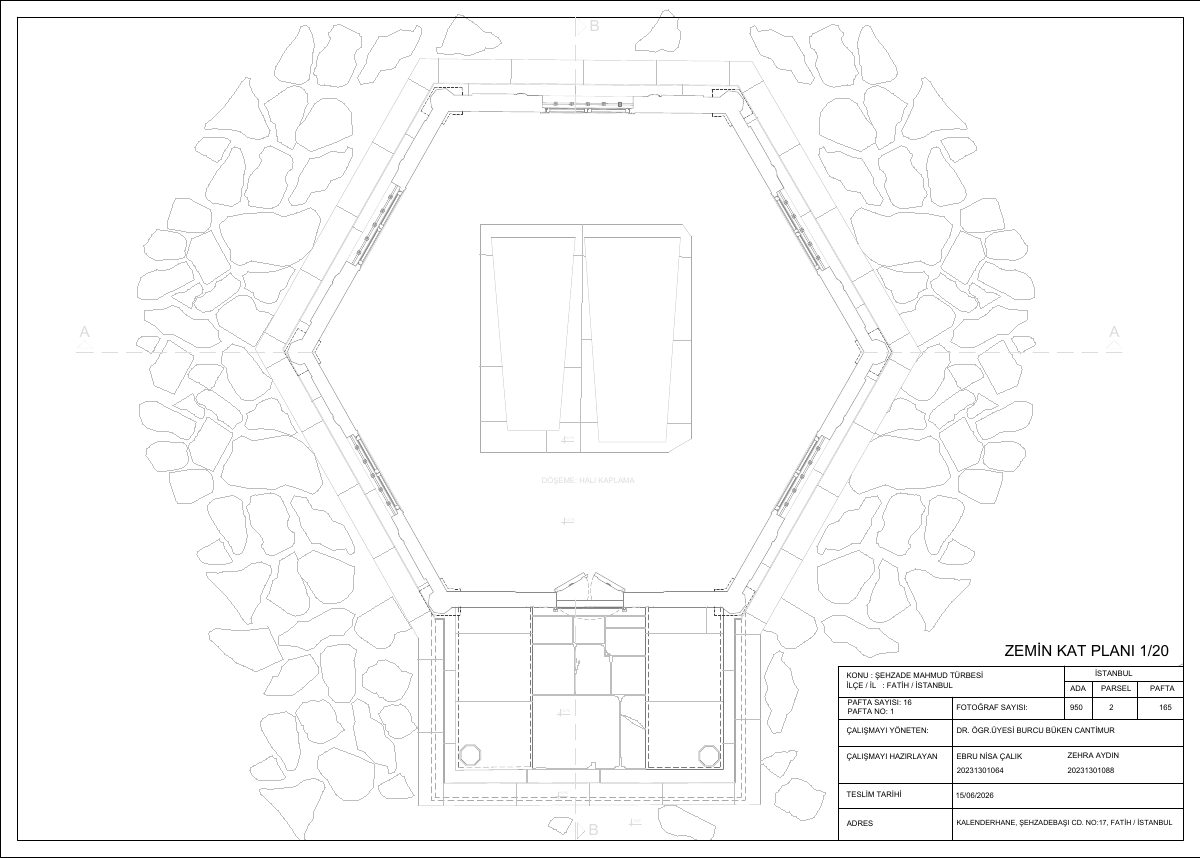 B
A
A
DÖŞEME: HALI KAPLAMA
B
ZEMİN KAT PLANI 1/20
KONU : ŞEHZADE MAHMUD TÜRBESİ
İLÇE / İL : FATİH / İSTANBUL
İSTANBUL
ADA PARSEL PAFTA
PAFTA SAYISI: 16
PAFTA NO: 1
FOTOĞRAF SAYISI:
950 2 165
ÇALIŞMAYI YÖNETEN:
DR. ÖGR.ÜYESİ BURCU BÜKEN CANTİMUR
ÇALIŞMAYI HAZIRLAYAN
EBRU NİSA ÇALIK ZEHRA AYDIN
20231301064 20231301088
TESLİM TARİHİ
15/06/2026
ADRES
KALENDERHANE, ŞEHZADEBAŞI CD. NO:17, FATİH / İSTANBUL